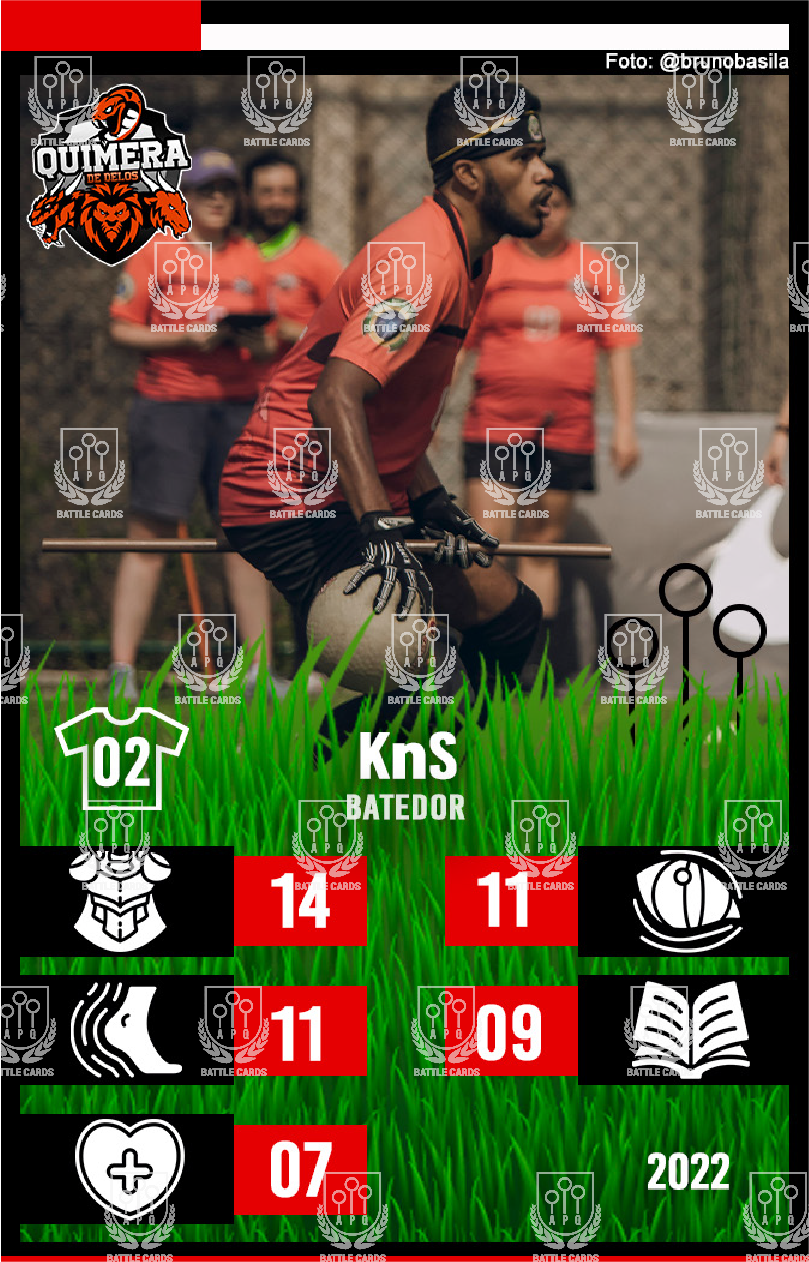 Foto: @brunobasila
QUIMERA
DE DELOS
02
KnS
BATEDOR
14
11
11
09
07
2022
APQ
BATTLE CARDS